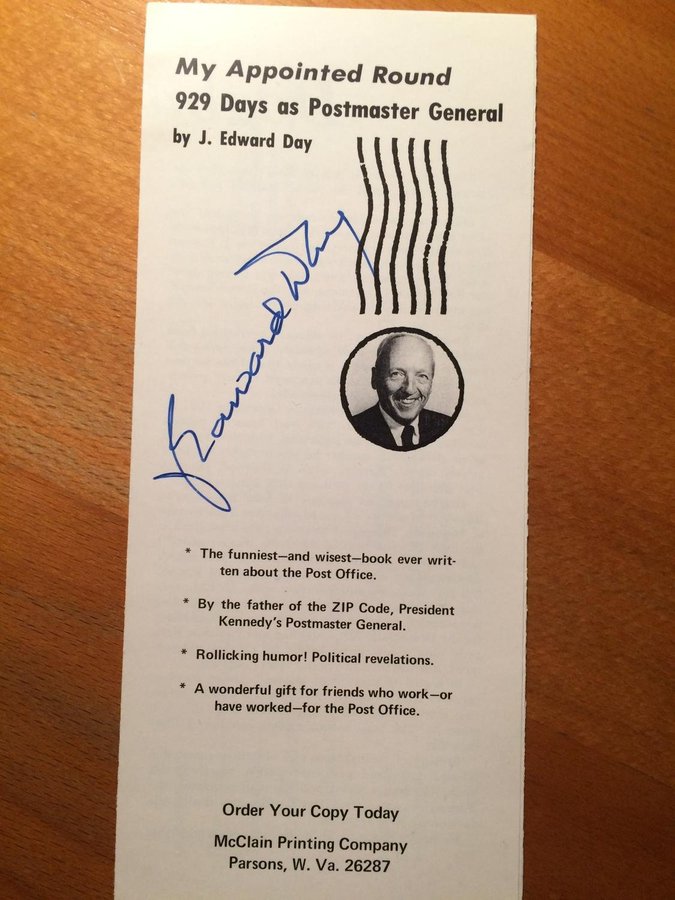 My Appointed Round
929 Days as Postmaster General
by J. Edward Day
J Edward Day
* The funniest—and wisest—book ever writ-
ten about the Post Office.
* By the father of the ZIP Code, President
Kennedy's Postmaster General.
* Rollicking humor! Political revelations.
* A wonderful gift for friends who work—or
have worked—for the Post Office.
Order Your Copy Today
McClain Printing Company
Parsons, W. Va. 26287